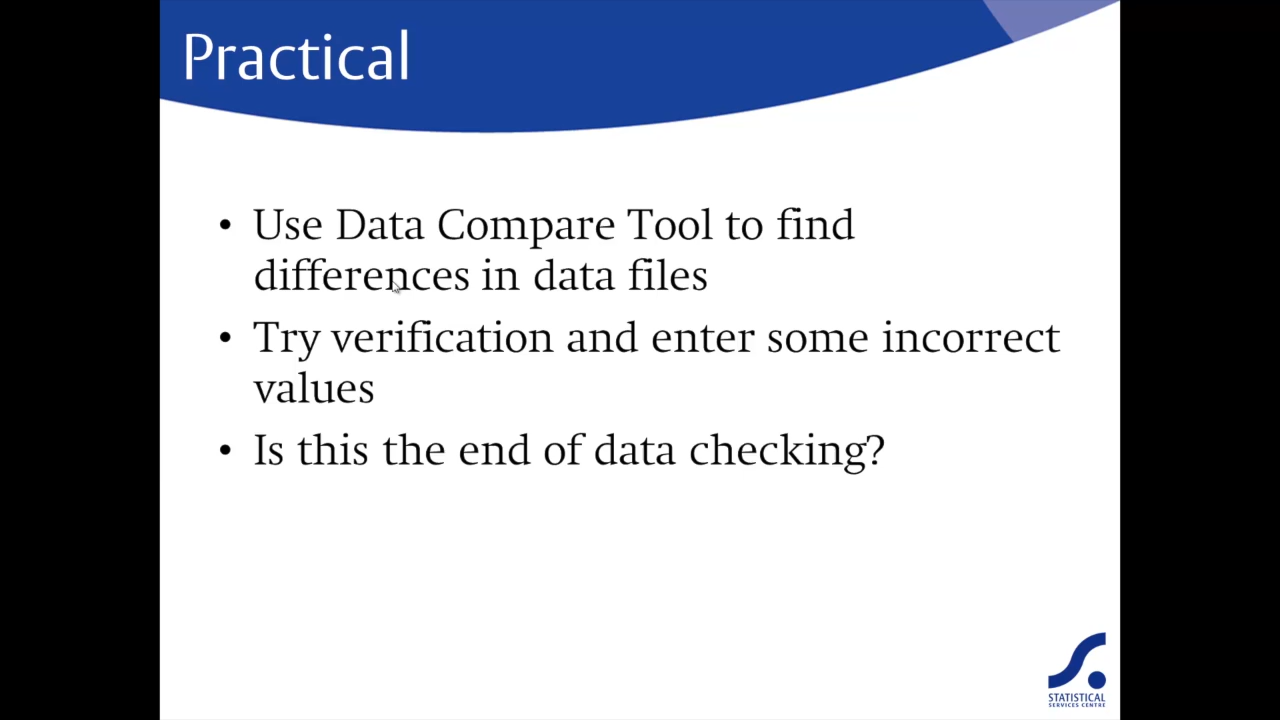 Practical
• Use Data Compare Tool to find
differences in data files
• Try verification and enter some incorrect
values
• Is this the end of data checking?
STATISTICAL
SERVICES CENTRE